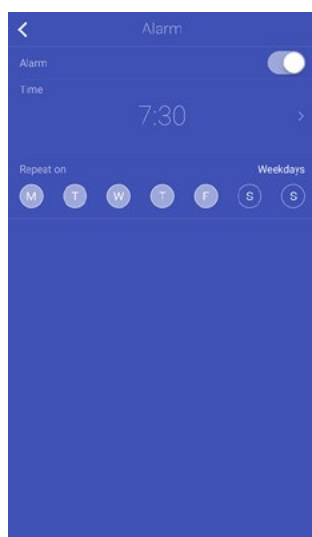 Alarm
Alarm
Time
7:30
Repeat on Weekdays
M T W T F S S